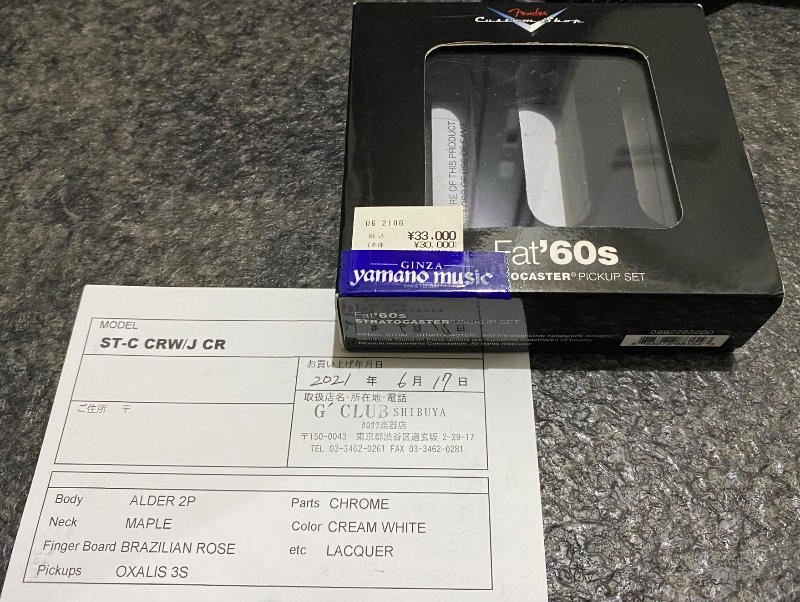 Fender
Custom Shop
RE OF THIS PRODUCT
06 2106
税込 ¥33,000
(本体 ¥30,000)
GINZA
yamano music
Fat'60s
OCASTER® PICKUP SET
Fat'60s
STRATOCASTER® PICKUP SET
0992265000
MODEL
ST-C CRW/J CR
お買い上げ年月日
2021 年 6 月 17 日
ご住所 〒
取扱店名・所在地・電話
G' CLUB SHIBUYA
クロサワ楽器店
〒150-0043 東京都渋谷区道玄坂 2-29-17
TEL 03-3462-0261 FAX 03-3462-0281
Body ALDER 2P
Parts CHROME
Neck MAPLE
Color CREAM WHITE
Finger Board BRAZILIAN ROSE
etc LACQUER
Pickups OXALIS 3S